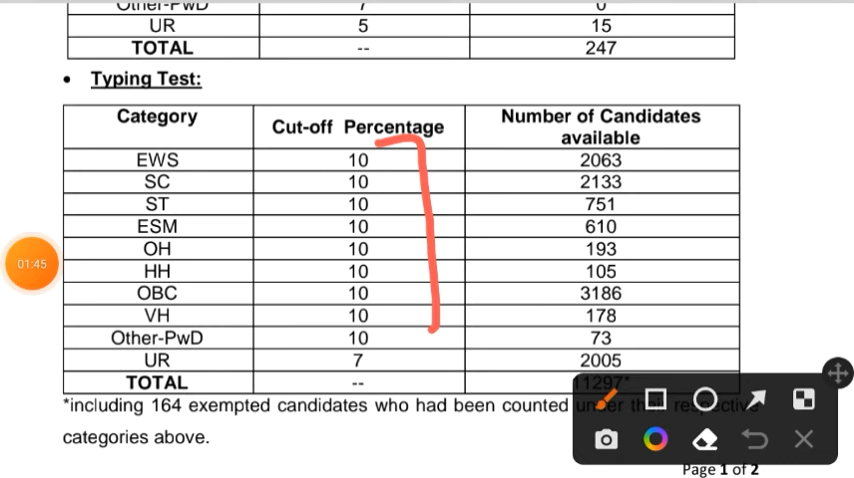 Other-PwD 7 0
UR 5 15
TOTAL -- 247
• Typing Test:
Category Cut-off Percentage Number of Candidates available
EWS 10 2063
SC 10 2133
ST 10 751
ESM 10 610
OH 10 193
HH 10 105
OBC 10 3186
VH 10 178
Other-PwD 10 73
UR 7 2005
TOTAL -- 11297*
*including 164 exempted candidates who had been counted under their respective
categories above.
01:45
Page 1 of 2